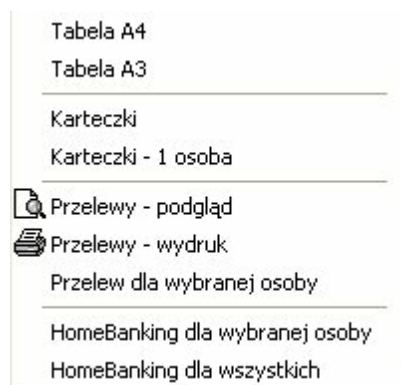 Tabela A4
Tabela A3
Karteczki
Karteczki - 1 osoba
Przelewy - podgląd
Przelewy - wydruk
Przelew dla wybranej osoby
HomeBanking dla wybranej osoby
HomeBanking dla wszystkich